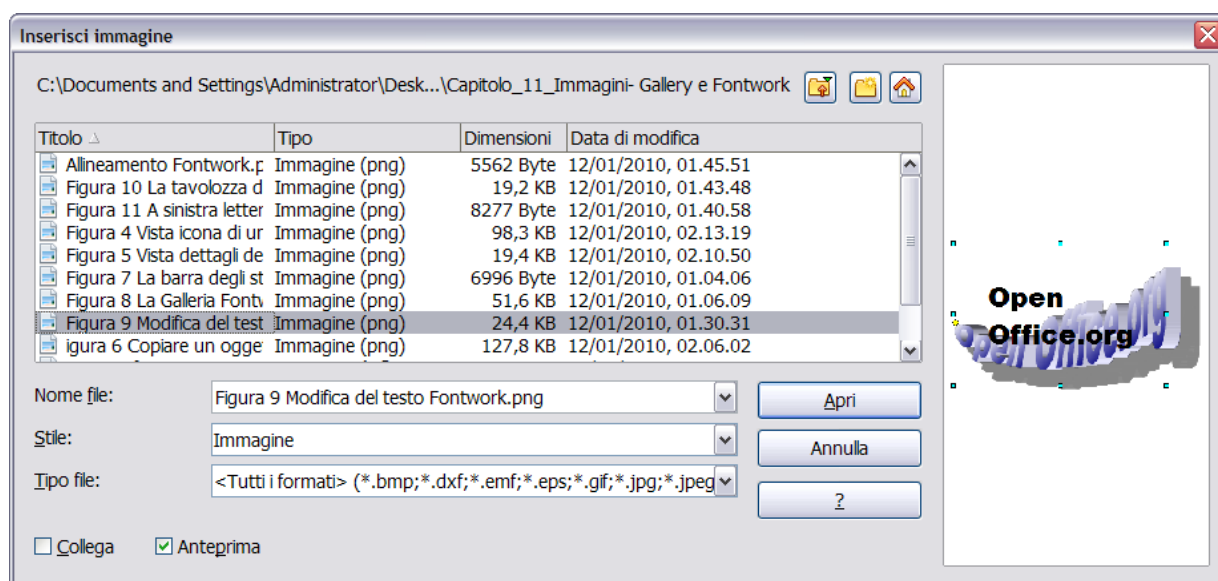 Inserisci immagine
C:\Documents and Settings\Administrator\Desk...\Capitolo_11_Immagini- Gallery e Fontwork
Titolo Tipo Dimensioni Data di modifica
Allineamento Fontwork.p Immagine (png) 5562 Byte 12/01/2010, 01.45.51
Figura 10 La tavolozza d Immagine (png) 19,2 KB 12/01/2010, 01.43.48
Figura 11 A sinistra letter Immagine (png) 8277 Byte 12/01/2010, 01.40.58
Figura 4 Vista icona di ur Immagine (png) 98,3 KB 12/01/2010, 02.13.19
Figura 5 Vista dettagli de Immagine (png) 19,4 KB 12/01/2010, 02.10.50
Figura 7 La barra degli st Immagine (png) 6996 Byte 12/01/2010, 01.04.06
Figura 8 La Galleria Fontv Immagine (png) 51,6 KB 12/01/2010, 01.06.09
Figura 9 Modifica del test Immagine (png) 24,4 KB 12/01/2010, 01.30.31
igura 6 Copiare un ogge Immagine (png) 127,8 KB 12/01/2010, 02.06.02
Nome file: Figura 9 Modifica del testo Fontwork.png
Stile: Immagine
Tipo file: <Tutti i formati> (*.bmp;*.dxf;*.emf;*.eps;*.gif;*.jpg;*.jpeg
Collega Anteprima
Apri
Annulla
?
Open
Office.org
open office.org